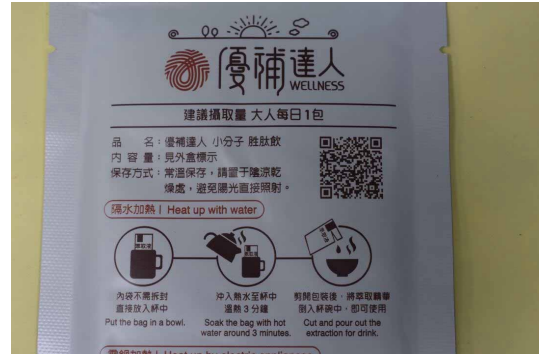 優補達人
WELLNESS
建議攝取量 大人每日1包
品 名：優補達人 小分子 胜肽飲
內 容 量：見外盒標示
保存方式：常溫保存，請置于陰涼乾
燥處，避免陽光直接照射。
隔水加熱 | Heat up with water
內袋不需拆封
直接放入杯中
Put the bag in a bowl.
沖入熱水至杯中
溫熱 3 分鐘
Soak the bag with hot
water around 3 minutes.
剪開包裝後，將萃取精華
倒入杯碗中，即可使用
Cut and pour out the
extraction for drink.